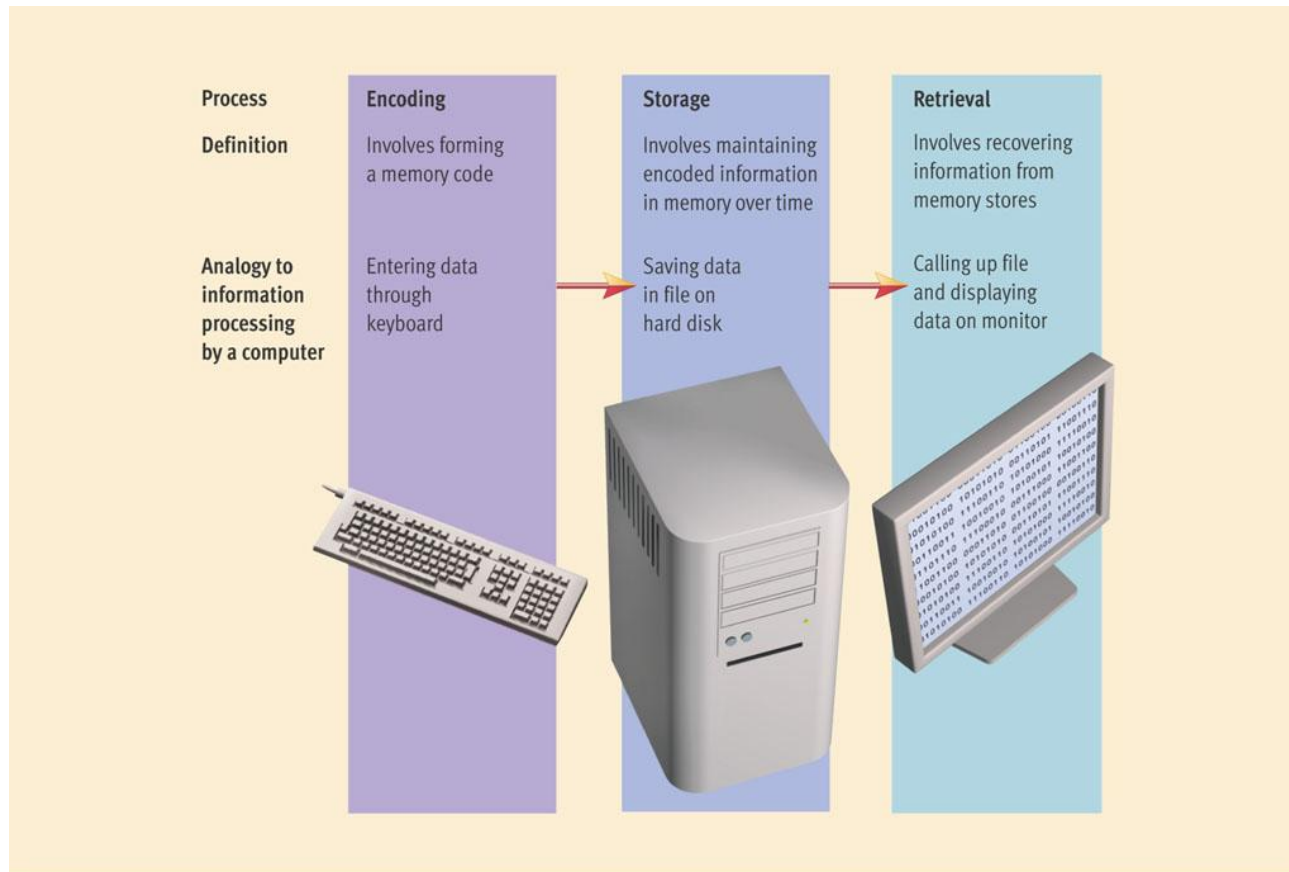 Process
Encoding
Storage
Retrieval
Definition
Involves forming
a memory code
Involves maintaining
encoded information
in memory over time
Involves recovering
information from
memory stores
Analogy to
information
processing
by a computer
Entering data
through
keyboard
Saving data
in file on
hard disk
Calling up file
and displaying
data on monitor